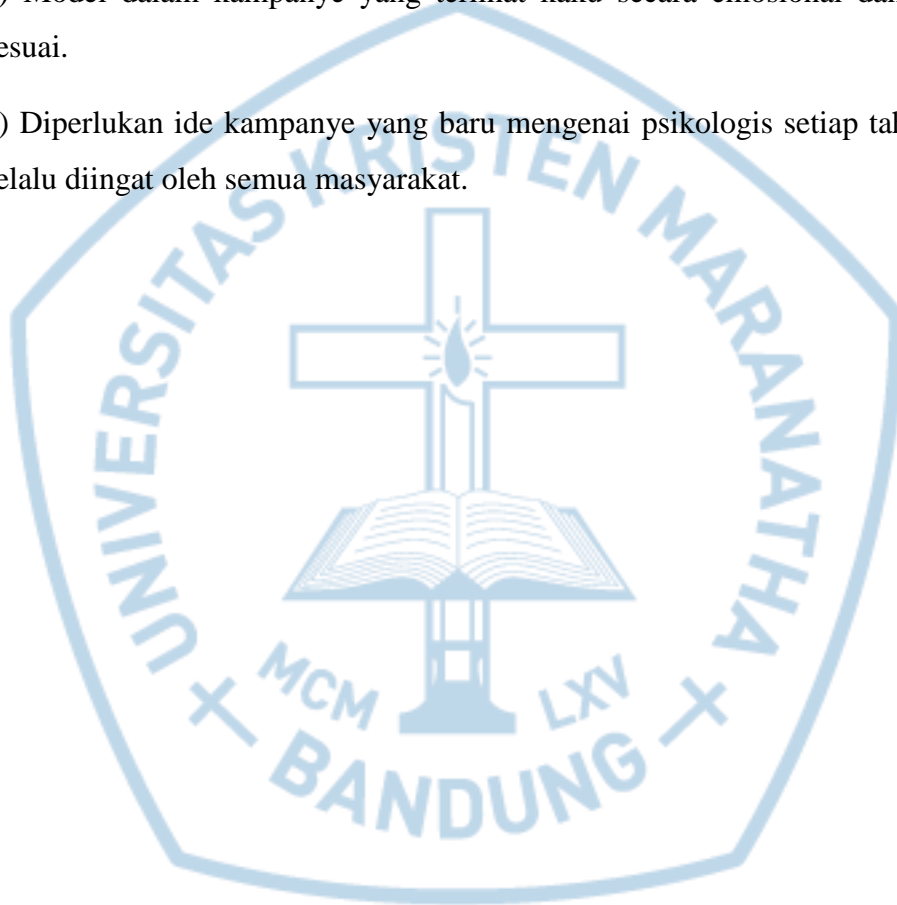 ) Model dalam kampanye yang terlihat kaku secara emosional dan
esuai.
) Diperlukan ide kampanye yang baru mengenai psikologis setiap tah
elalu diingat oleh semua masyarakat.
UNIVERSITAS KRISTEN MARANATHA
MCM LXV
BANDUNG